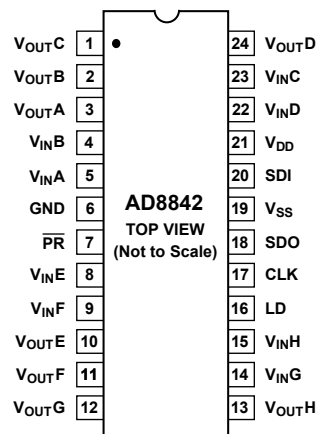 VOUTC 1 24 VOUTD
VOUTB 2 23 VINC
VOUTA 3 22 VIND
VINB 4 21 VDD
VINA 5 20 SDI
GND 6 AD8842 19 VSS
PR 7 TOP VIEW 18 SDO
(Not to Scale)
VINE 8 17 CLK
VINF 9 16 LD
VOUTE 10 15 VINH
VOUTF 11 14 VING
VOUTG 12 13 VOUTH